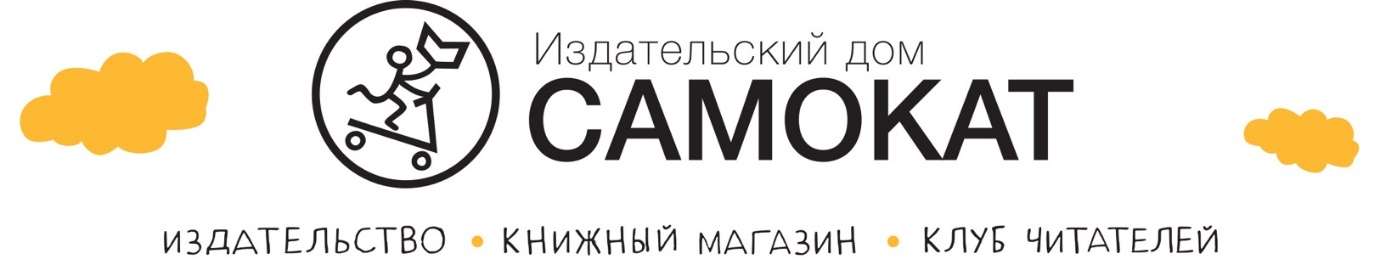 Издательский дом
САМОКАТ
ИЗДАТЕЛЬСТВО • КНИЖНЫЙ МАГАЗИН • КЛУБ ЧИТАТЕЛЕЙ